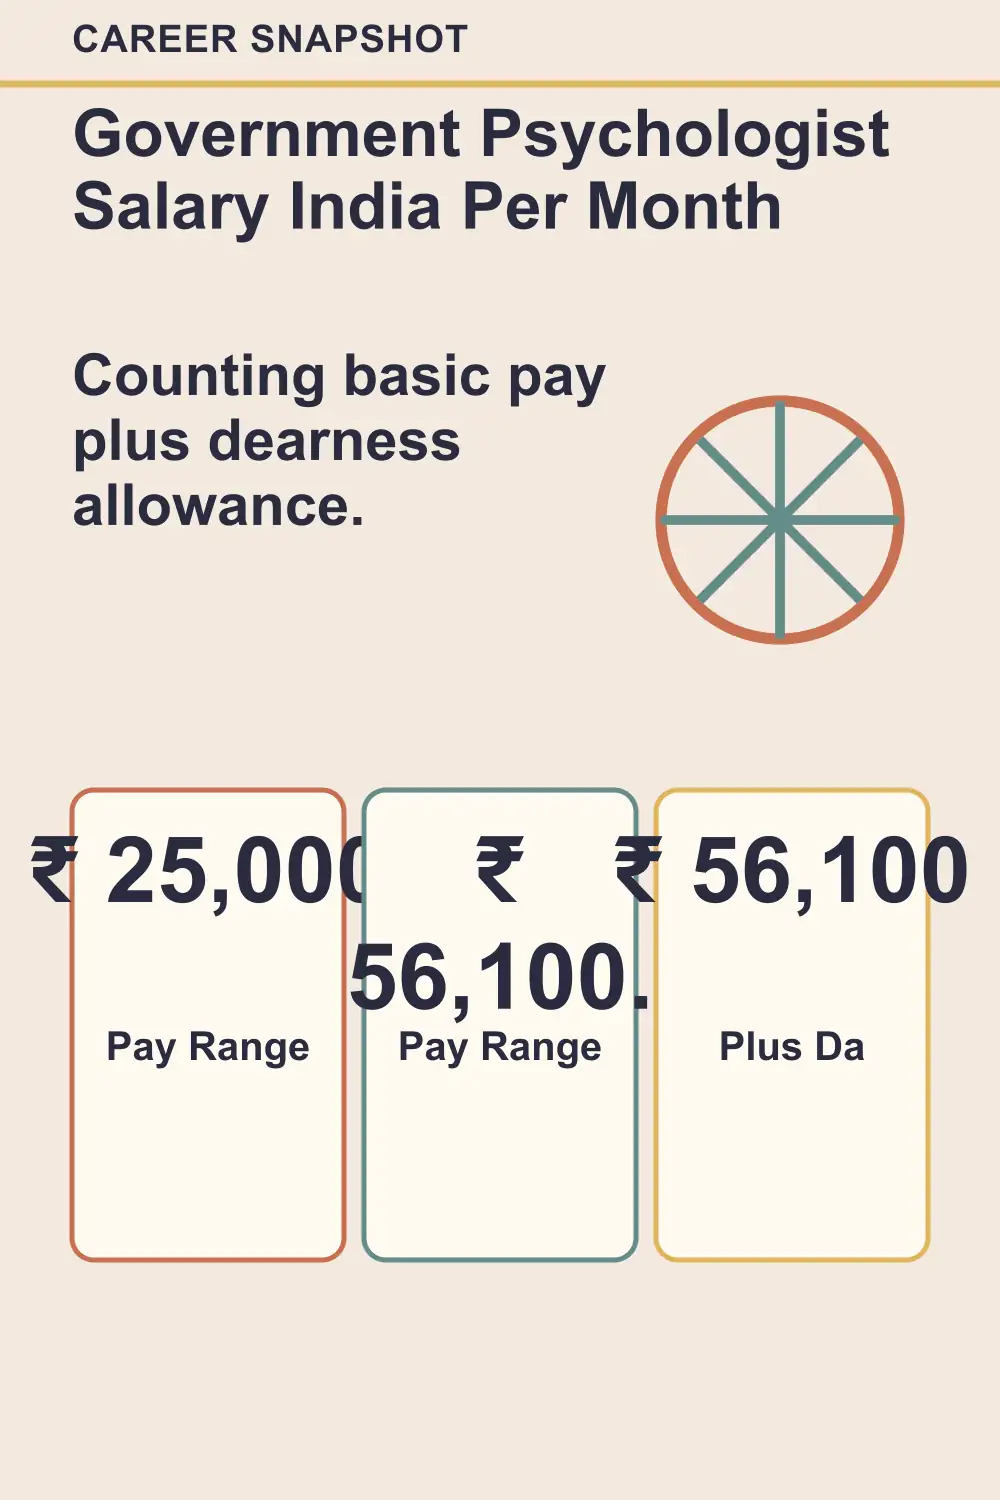 CAREER SNAPSHOT
Government Psychologist
Salary India Per Month
Counting basic pay
plus dearness
allowance.
₹ 25,000
Pay Range
₹
56,100.
Pay Range
₹ 56,100
Plus Da